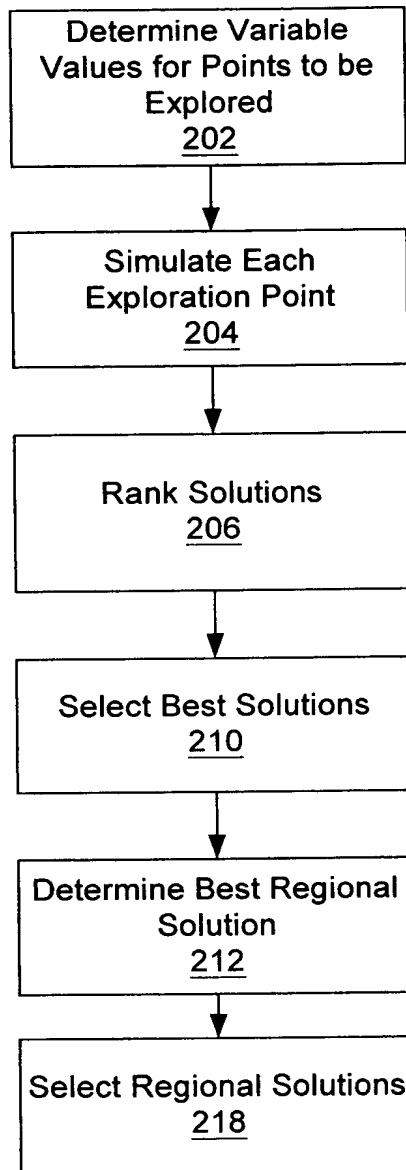 Determine Variable
Values for Points to be
Explored
202
Simulate Each
Exploration Point
204
Rank Solutions
206
Select Best Solutions
210
Determine Best Regional
Solution
212
Select Regional Solutions
218